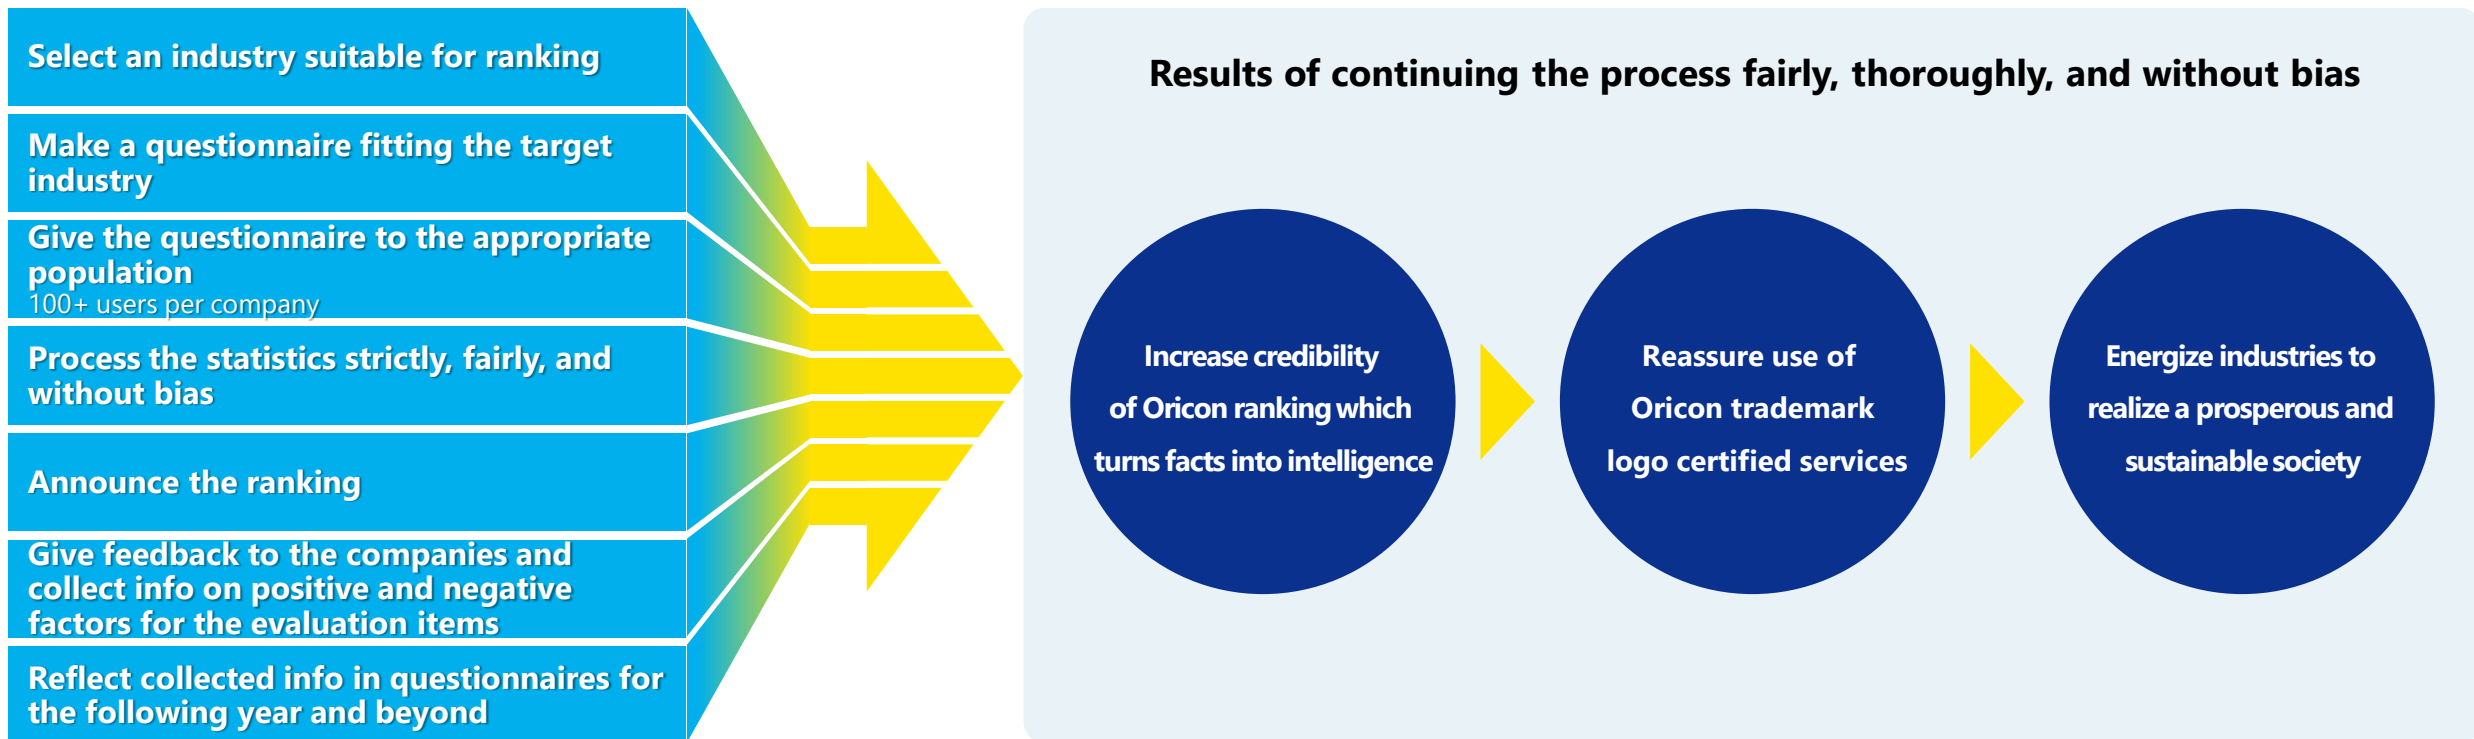 Select an industry suitable for ranking
Make a questionnaire fitting the target
industry
Give the questionnaire to the appropriate
population
100+ users per company
Process the statistics strictly, fairly, and
without bias
Announce the ranking
Give feedback to the companies and
collect info on positive and negative
factors for the evaluation items
Reflect collected info in questionnaires for
the following year and beyond
Results of continuing the process fairly, thoroughly, and without bias
Increase credibility
of Oricon ranking which
turns facts into intelligence
Reassure use of
Oricon trademark
logo certified services
Energize industries to
realize a prosperous and
sustainable society